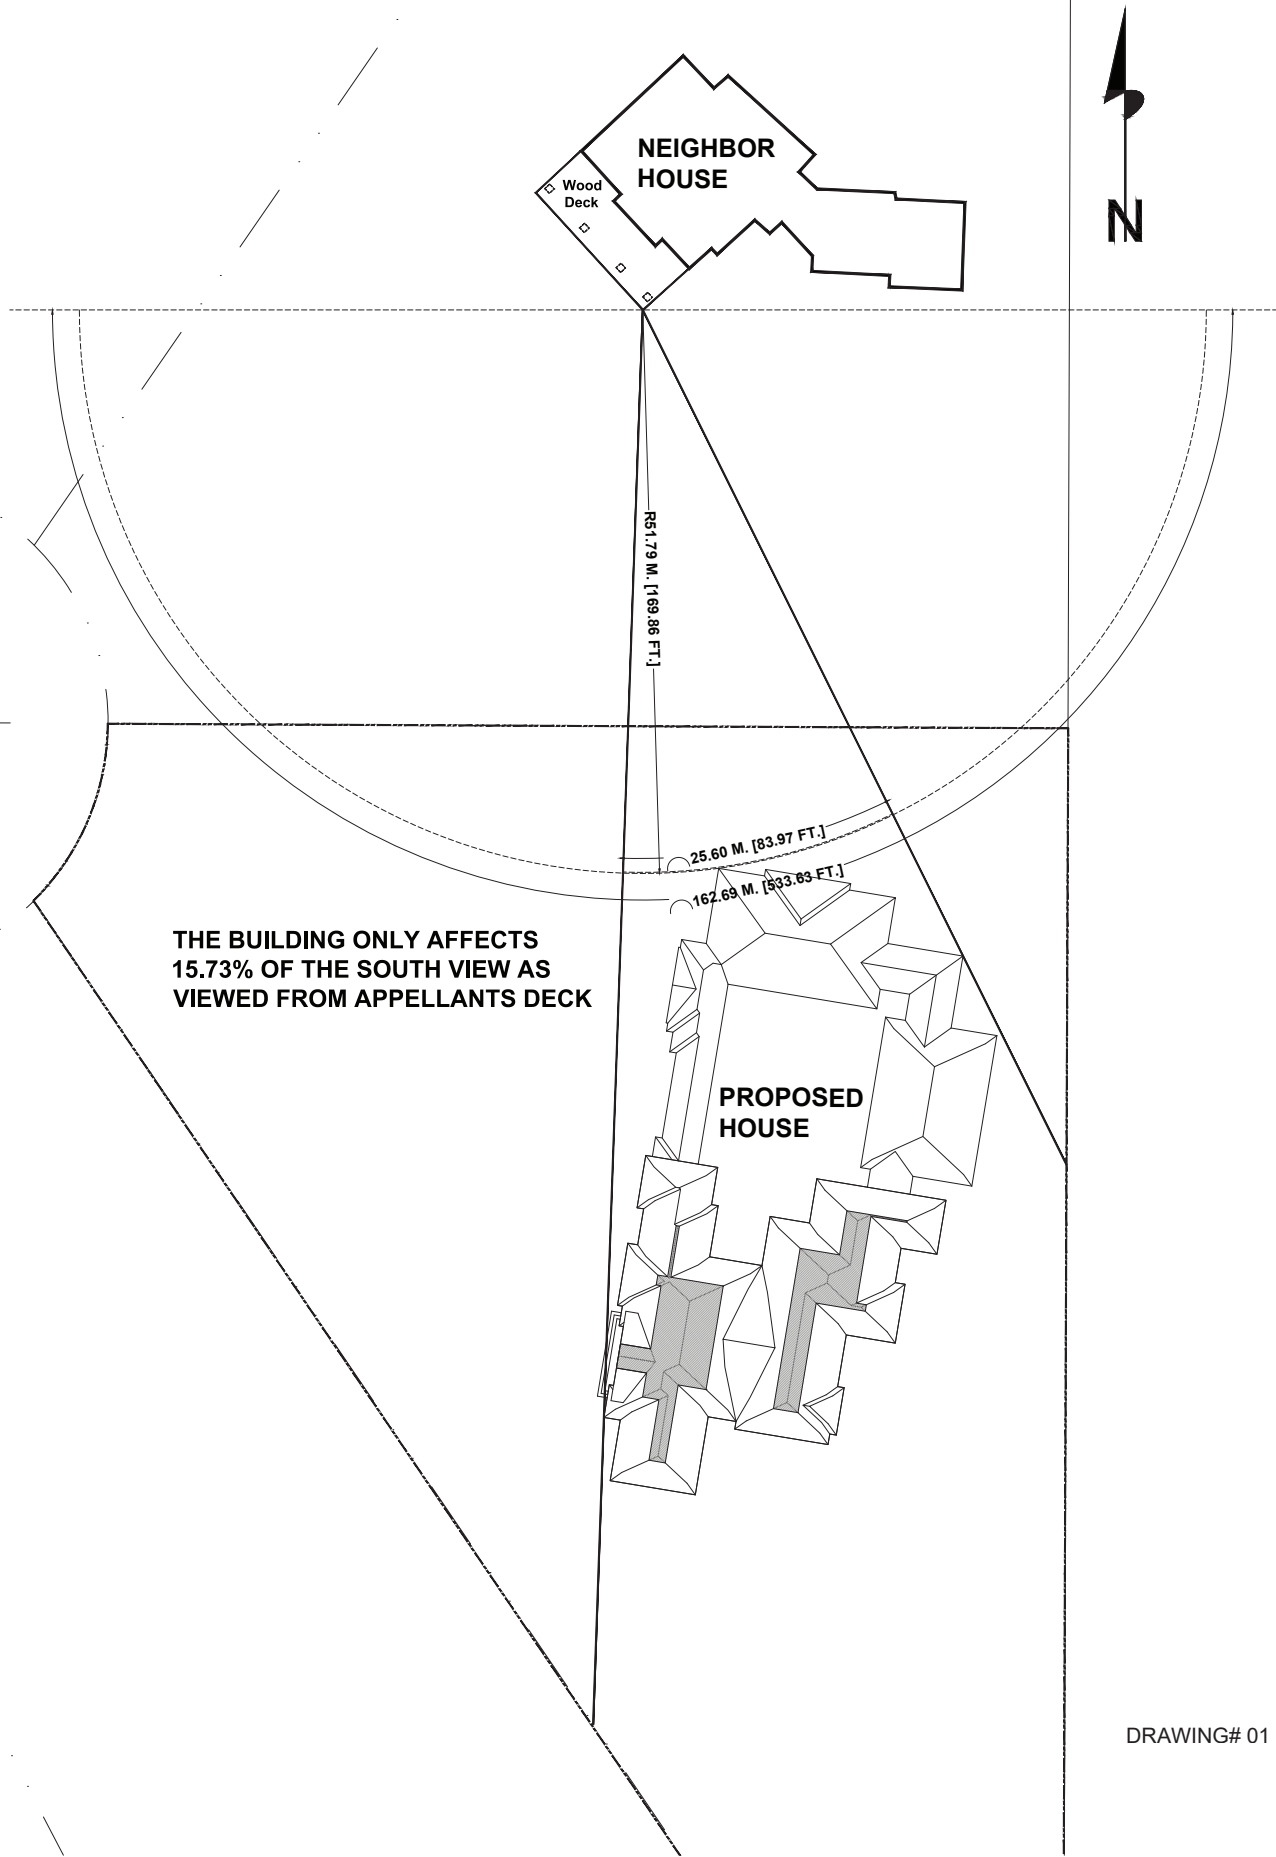 NEIGHBOR
HOUSE
Wood
Deck
N
R51.79 M. [169.86 FT.]
25.60 M. [83.97 FT.]
162.69 M. [533.63 FT.]
THE BUILDING ONLY AFFECTS
15.73% OF THE SOUTH VIEW AS
VIEWED FROM APPELLANTS DECK
PROPOSED
HOUSE
DRAWING# 01